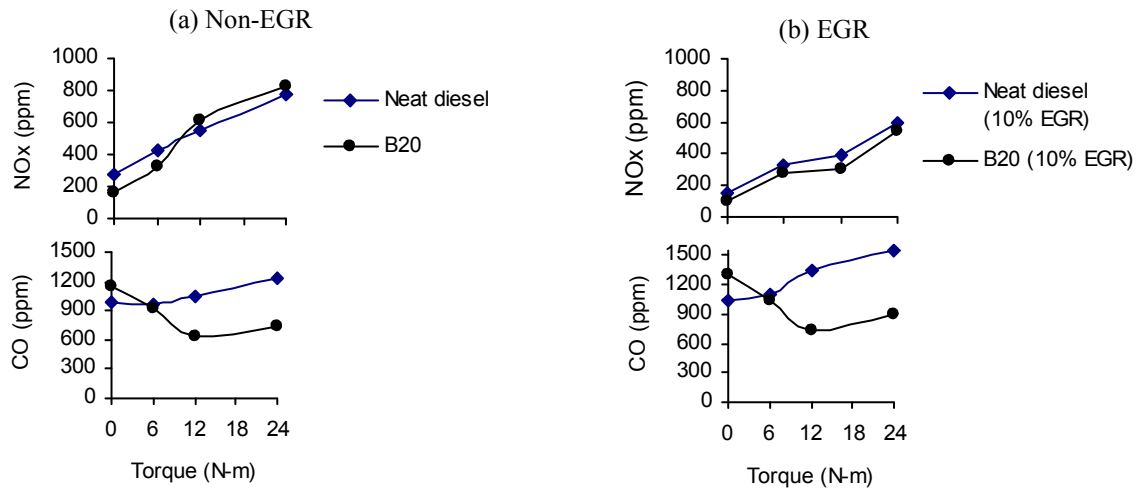 (a) Non-EGR
NOx (ppm)
1000
800
600
400
200
0
Neat diesel
B20
CO (ppm)
1500
1200
900
600
300
0
0 6 12 18 24
Torque (N-m)
(b) EGR
NOx (ppm)
1000
800
600
400
200
0
Neat diesel
(10% EGR)
B20 (10% EGR)
CO (ppm)
1500
1200
900
600
300
0
0 6 12 18 24
Torque (N-m)